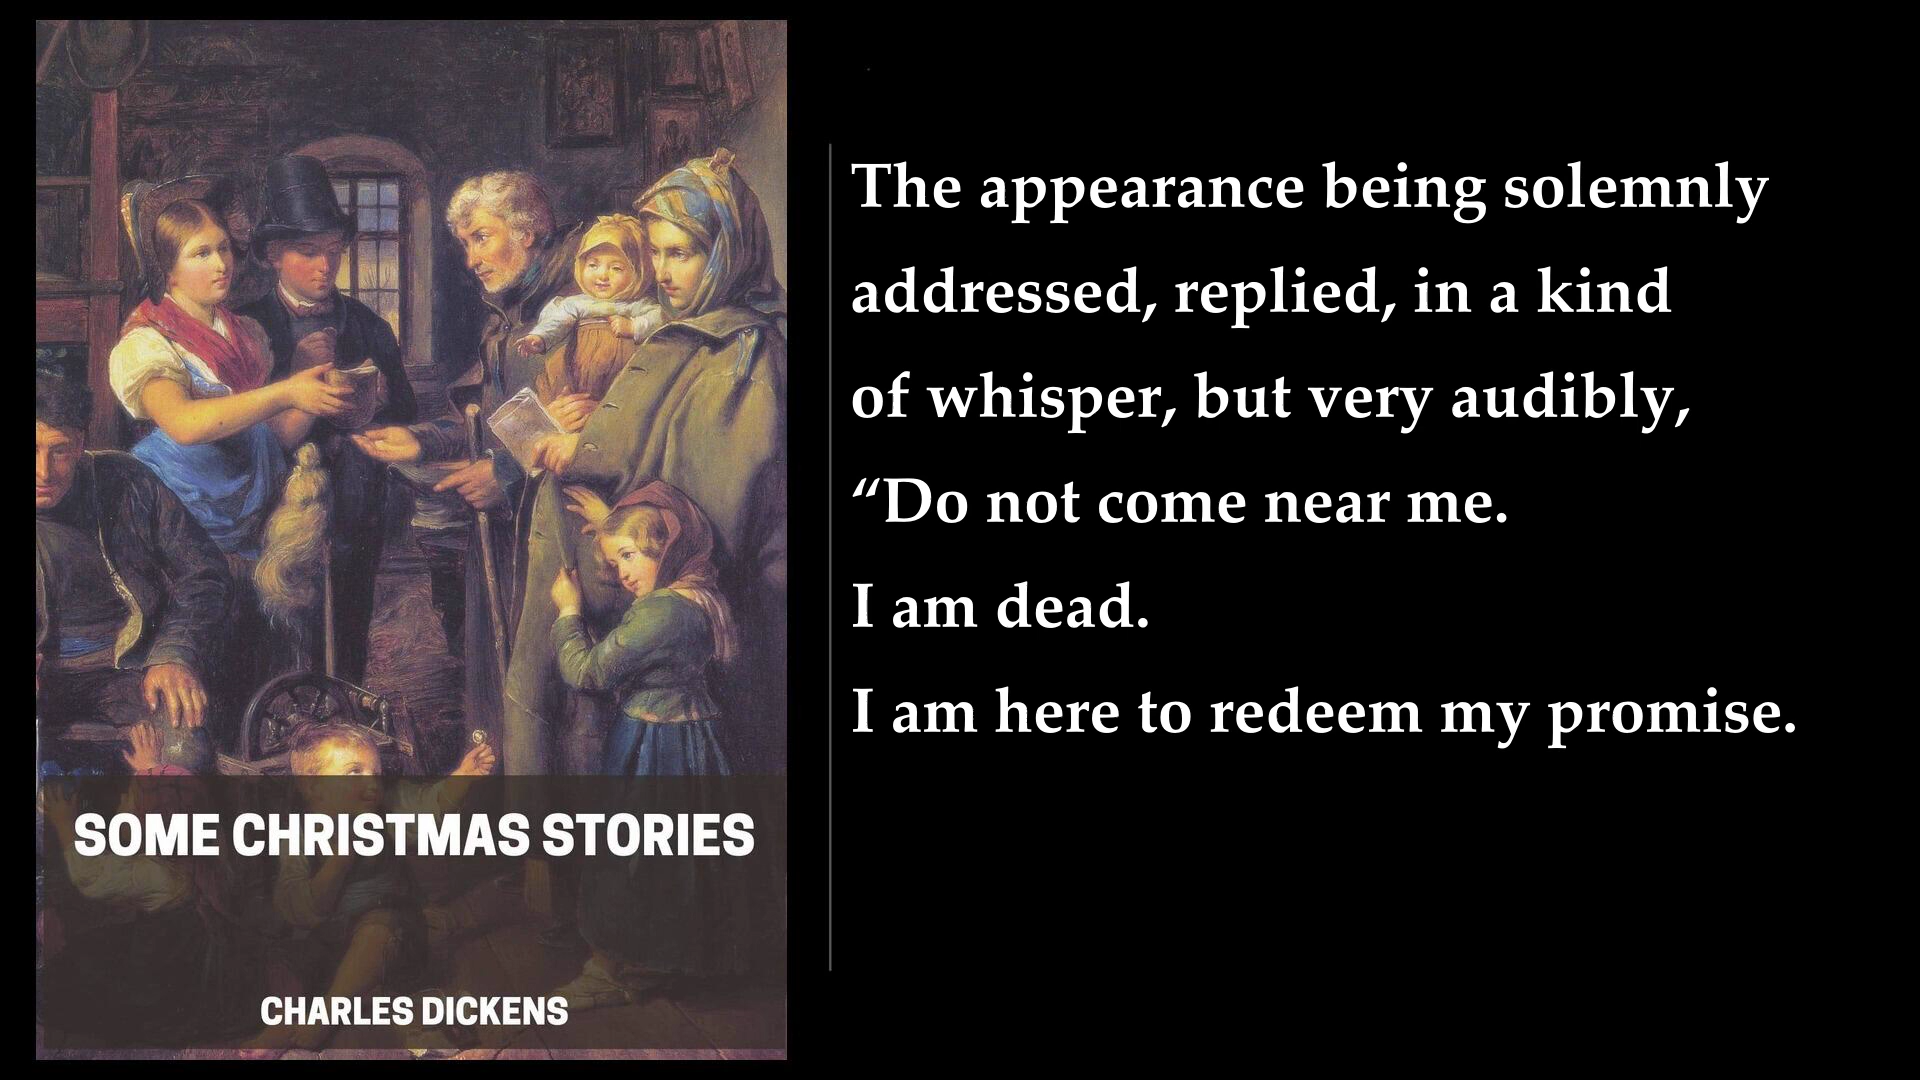 The appearance being solemnly
addressed, replied, in a kind
of whisper, but very audibly,
“Do not come near me.
I am dead.
I am here to redeem my promise.
SOME CHRISTMAS STORIES
CHARLES DICKENS